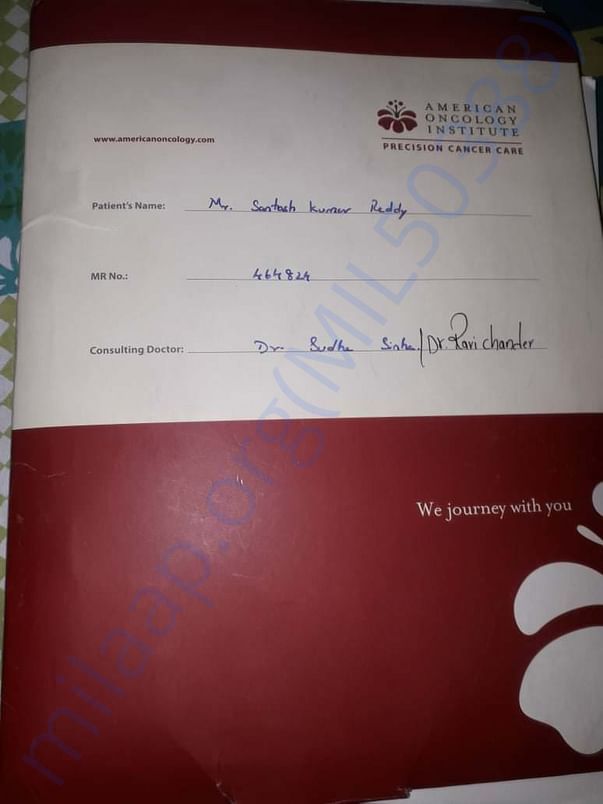 AMERICAN
ONCOLOGY
INSTITUTE
www.americanoncology.com
PRECISION CANCER CARE
Patient's Name: Mr. Santosh Kumar Reddy
MR No.: 464824
Consulting Doctor: Dr. Sudha Sinha/Dr. Ravi chander
We journey with you
milaap.org(MIL503388)